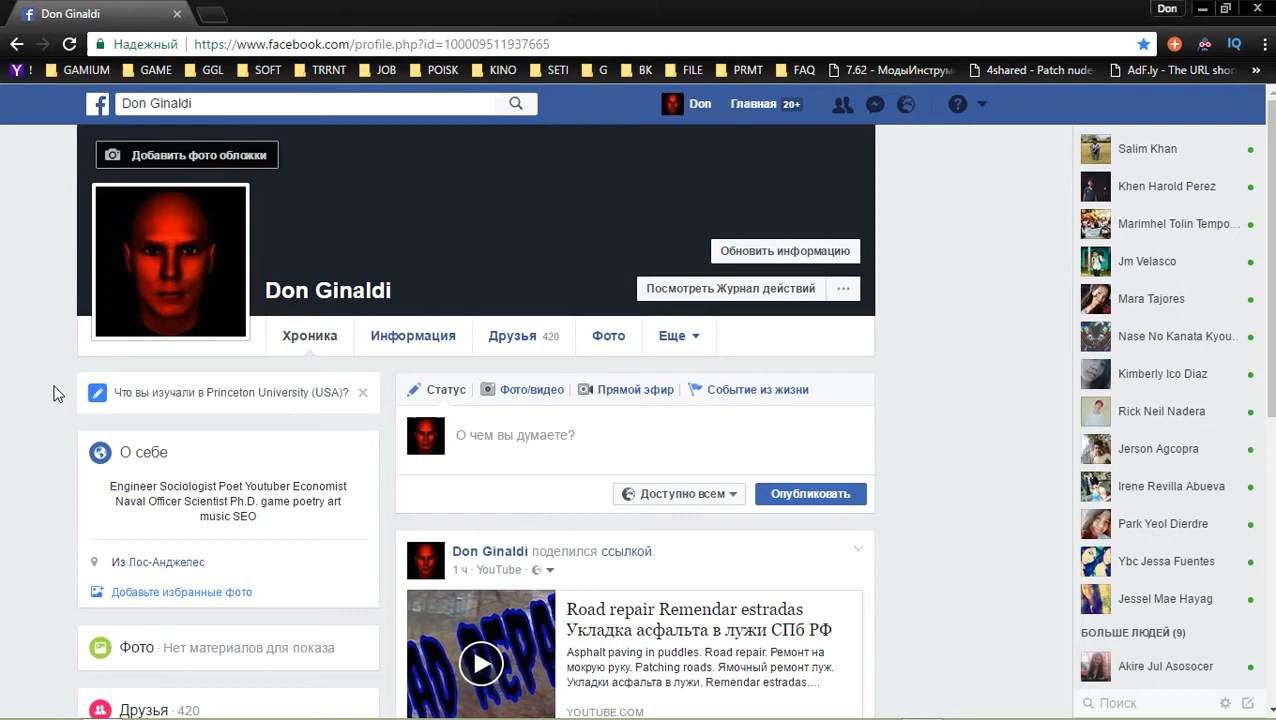 Don Ginaldi
Don
Надежный https://www.facebook.com/profile.php?id=100009511937665
! GAMIUM GAME GGL SOFT TRRNT JOB POISK KINO SETI G BK FILE PRMT FAQ 7.62 - МодыИнструм 4shared - Patch nude AdF.ly - The URL short »
Don Ginaldi
Don Главная 20+
Добавить фото обложки
Обновить информацию
Don Ginaldi
Посмотреть Журнал действий ...
Хроника Информация Друзья 420 Фото Еще
Что вы изучали в Princeton University (USA)?
О себе
Engineer Sociologist Poet Youtuber Economist
Naval Officer Scientist Ph.D. game poetry art
music SEO
Из Лос-Анджелес
Добавьте избранные фото
Фото · Нет материалов для показа
Друзья · 420
Статус Фото/видео Прямой эфир Событие из жизни
О чем вы думаете?
Доступно всем Опубликовать
Don Ginaldi поделился ссылкой.
1 ч · YouTube ·
ROAD REPA
Road repair Remendar estradas
Укладка асфальта в лужи СПб РФ
Asphalt paving in puddles. Road repair. Ремонт на
мокрую руку. Patching roads. Ямочный ремонт луж.
Укладки асфальта в лужи. Remendar estradas....
YOUTUBE.COM
Salim Khan
Khen Harold Perez
Marimhel Tolin Tempo...
Jm Velasco
Mara Tajores
Nase No Kanata Kyou..
Kimberly Ico Diaz
Rick Neil Nadera
Jerson Agcopra
Irene Revilla Abueva
Park Yeol Dierdre
Ybc Jessa Fuentes
Jessel Mae Hayag
БОЛЬШЕ ЛЮДЕЙ (9)
Akire Jul Asosocer
Поиск